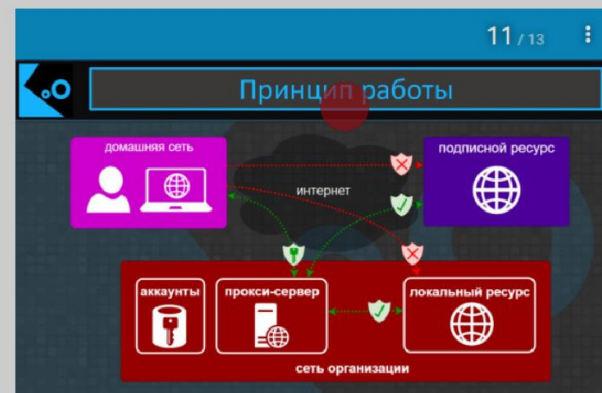 11 / 13
Принцип работы
домашняя сеть
подписной ресурс
интернет
аккаунты
прокси-сервер
локальный ресурс
сеть организации